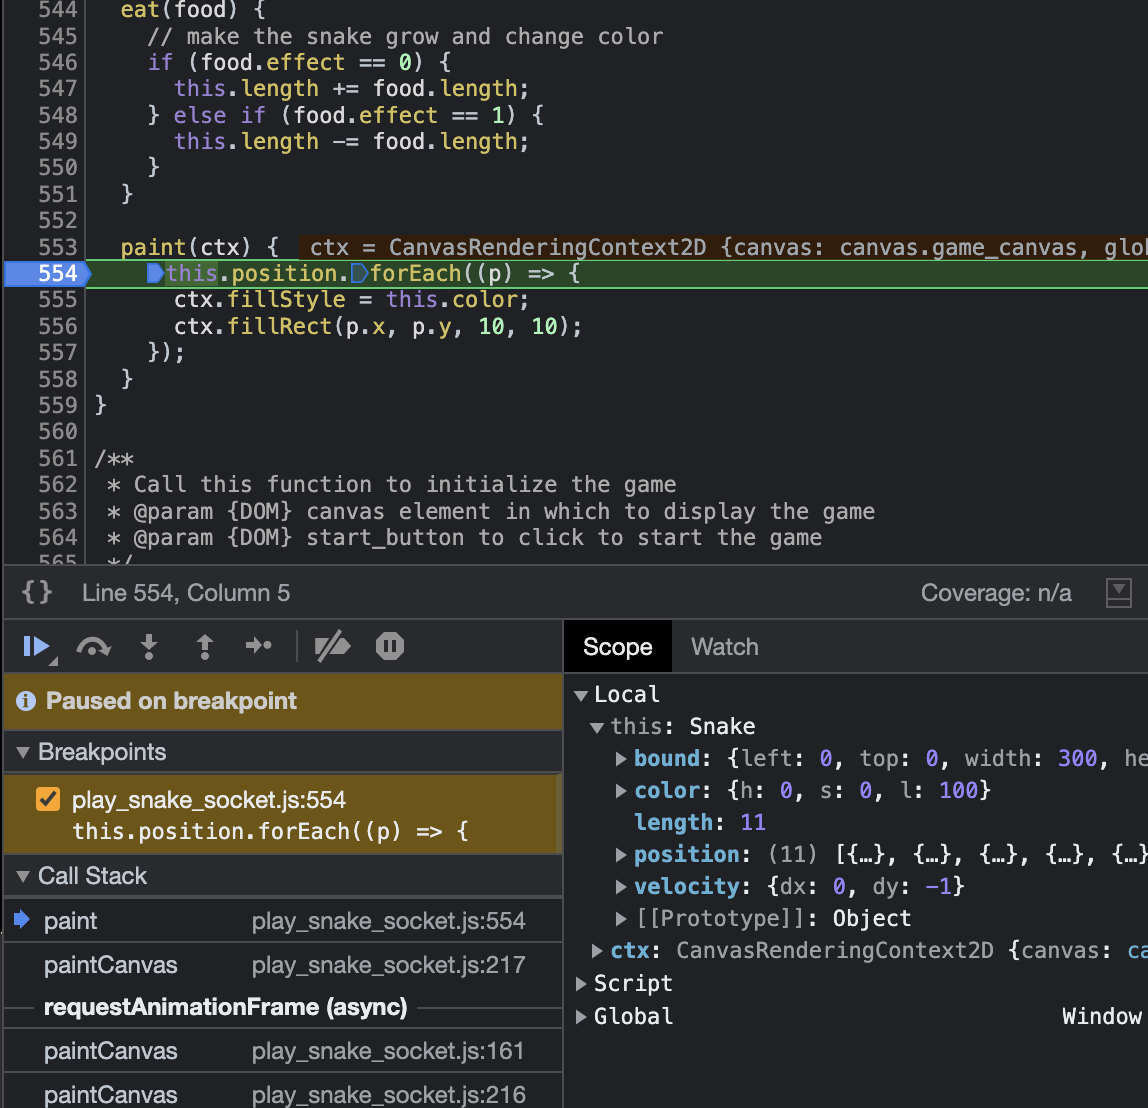 544 eat(food) {
545 // make the snake grow and change color
546 if (food.effect == 0) {
547 this.length += food.length;
548 } else if (food.effect == 1) {
549 this.length -= food.length;
550 }
551 }
552
553 paint(ctx) { ctx = CanvasRenderingContext2D {canvas: canvas.game_canvas, glo
554 this.position.forEach((p) => {
555 ctx.fillStyle = this.color;
556 ctx.fillRect(p.x, p.y, 10, 10);
557 });
558 }
559 }
560
561 /**
562 * Call this function to initialize the game
563 * @param {DOM} canvas element in which to display the game
564 * @param {DOM} start_button to click to start the game
565 */
{} Line 554, Column 5 Coverage: n/a
Paused on breakpoint
Breakpoints
play_snake_socket.js:554
this.position.forEach((p) => {
Call Stack
paint play_snake_socket.js:554
paintCanvas play_snake_socket.js:217
requestAnimationFrame (async)
paintCanvas play_snake_socket.js:161
paintCanvas play_snake_socket.js:216
Scope Watch
Local
this: Snake
bound: {left: 0, top: 0, width: 300, he
color: {h: 0, s: 0, l: 100}
length: 11
position: (11) [{…}, {…}, {…}, {…}, {…}
velocity: {dx: 0, dy: -1}
[[Prototype]]: Object
ctx: CanvasRenderingContext2D {canvas: ca
Script
Global Window